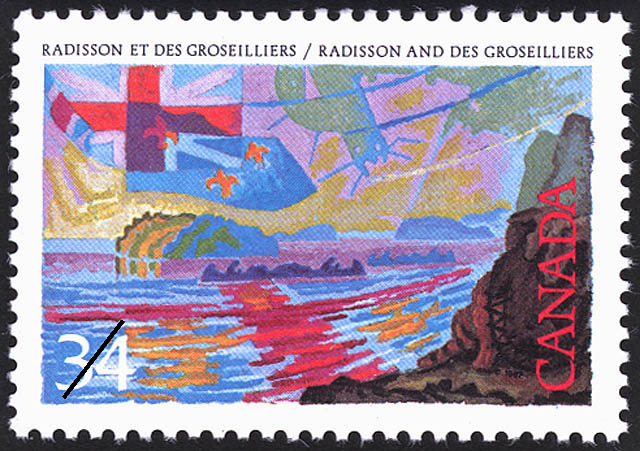 RADISSON ET DES GROSEILLIERS / RADISSON AND DES GROSEILLIERS
34
CANADA